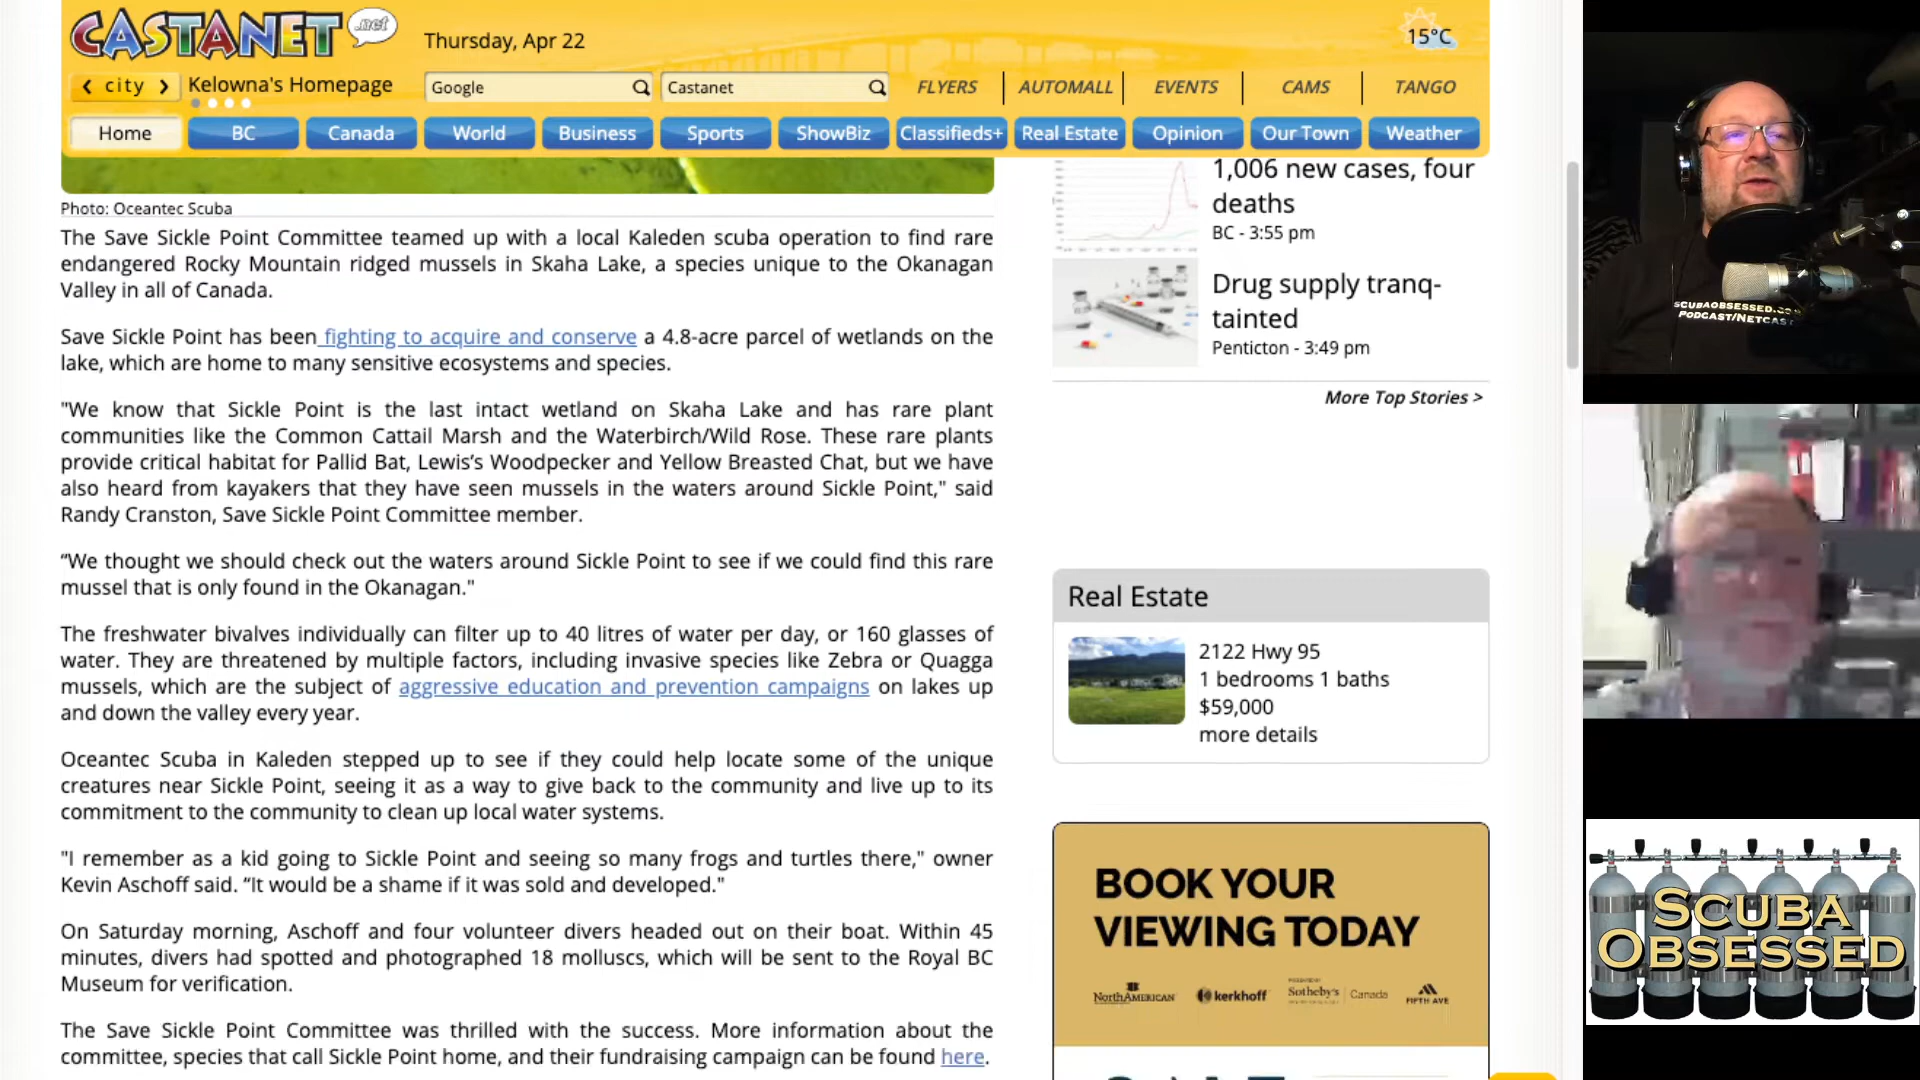 CASTANET .net
Thursday, Apr 22
15°C
city
Kelowna's Homepage
Google
Castanet
FLYERS
AUTOMALL
EVENTS
CAMS
TANGO
Home
BC
Canada
World
Business
Sports
ShowBiz
Classifieds+
Real Estate
Opinion
Our Town
Weather
Photo: Oceantec Scuba
The Save Sickle Point Committee teamed up with a local Kaleden scuba operation to find rare
endangered Rocky Mountain ridged mussels in Skaha Lake, a species unique to the Okanagan
Valley in all of Canada.
Save Sickle Point has been fighting to acquire and conserve a 4.8-acre parcel of wetlands on the
lake, which are home to many sensitive ecosystems and species.
"We know that Sickle Point is the last intact wetland on Skaha Lake and has rare plant
communities like the Common Cattail Marsh and the Waterbirch/Wild Rose. These rare plants
provide critical habitat for Pallid Bat, Lewis's Woodpecker and Yellow Breasted Chat, but we have
also heard from kayakers that they have seen mussels in the waters around Sickle Point," said
Randy Cranston, Save Sickle Point Committee member.
“We thought we should check out the waters around Sickle Point to see if we could find this rare
mussel that is only found in the Okanagan."
The freshwater bivalves individually can filter up to 40 litres of water per day, or 160 glasses of
water. They are threatened by multiple factors, including invasive species like Zebra or Quagga
mussels, which are the subject of aggressive education and prevention campaigns on lakes up
and down the valley every year.
Oceantec Scuba in Kaleden stepped up to see if they could help locate some of the unique
creatures near Sickle Point, seeing it as a way to give back to the community and live up to its
commitment to the community to clean up local water systems.
"I remember as a kid going to Sickle Point and seeing so many frogs and turtles there," owner
Kevin Aschoff said. “It would be a shame if it was sold and developed."
On Saturday morning, Aschoff and four volunteer divers headed out on their boat. Within 45
minutes, divers had spotted and photographed 18 molluscs, which will be sent to the Royal BC
Museum for verification.
The Save Sickle Point Committee was thrilled with the success. More information about the
committee, species that call Sickle Point home, and their fundraising campaign can be found here.
1,006 new cases, four
deaths
BC - 3:55 pm
Drug supply tranq-
tainted
Penticton - 3:49 pm
More Top Stories >
Real Estate
2122 Hwy 95
1 bedrooms 1 baths
$59,000
more details
BOOK YOUR
VIEWING TODAY
NORTHAMERICAN
kerkhoff
Sotheby's Canada
FIFTH AVE
SCUBAOBSESSED.CO
PODCAST/NETCAST
SCUBA
OBSESSED